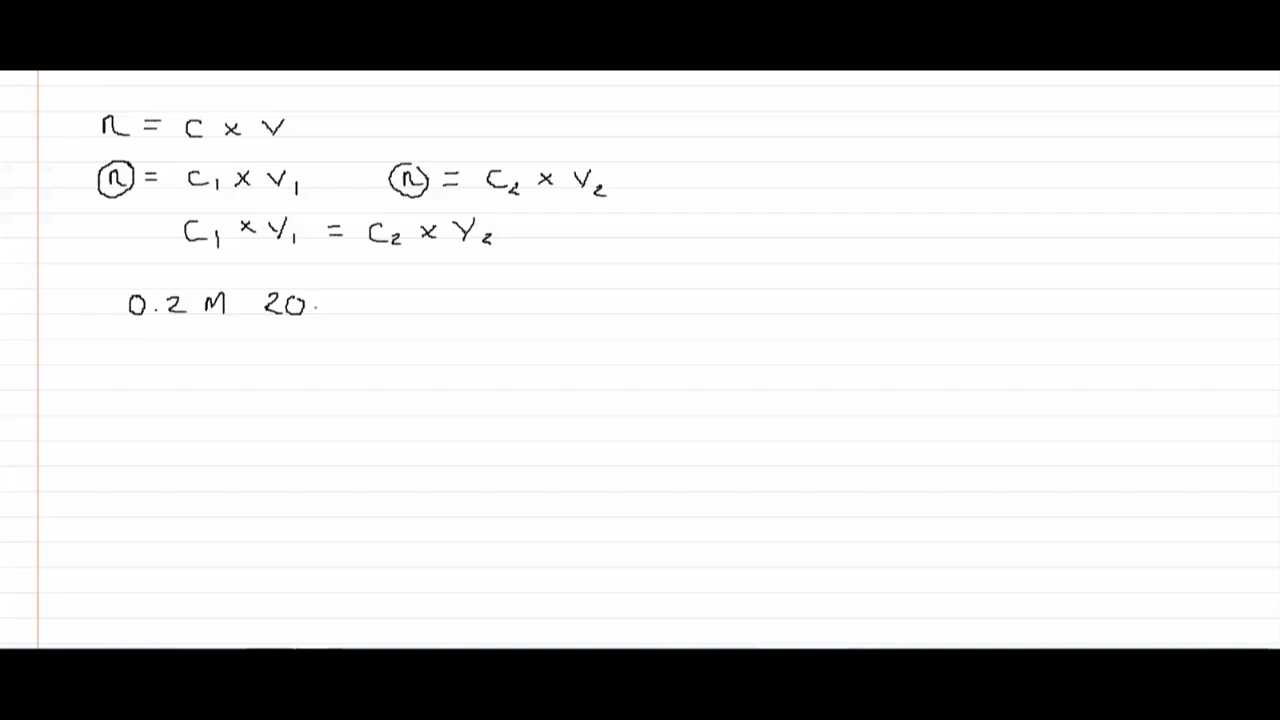 n = c x v
n = c₁ x v₁ n = c₂ x v₂
c₁ x v₁ = c₂ x v₂
0.2 M 20.